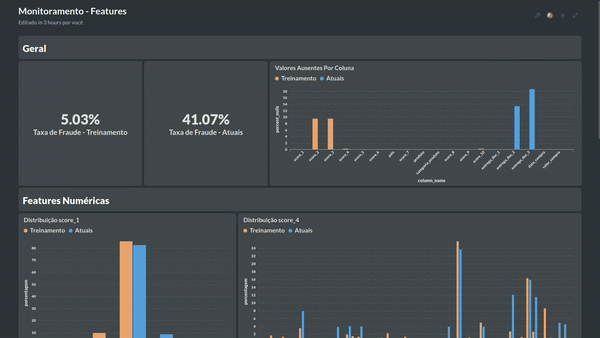 Monitoramento - Features
Editado in 3 hours por você
Geral
5.03%
Taxa de Fraude - Treinamento
41.07%
Taxa de Fraude - Atuais
Valores Ausentes Por Coluna
Treinamento Atuais
percent_nulls
18
16
14
12
10
8
6
4
2
0
score_2 score_3 score_4 score_5 score_6 pais score_7 produto categoria_produto score_8 score_9 score_10 entrega_doc_1 entrega_doc_2 entrega_doc_3 data_compra valor_compra
column_name
Features Numéricas
Distribuição score_1
Treinamento Atuais
percentagem
80
70
60
50
40
30
20
10
Distribuição score_4
Treinamento Atuais
percentagem
24
22
20
18
16
14
12
10
8
6
4
2